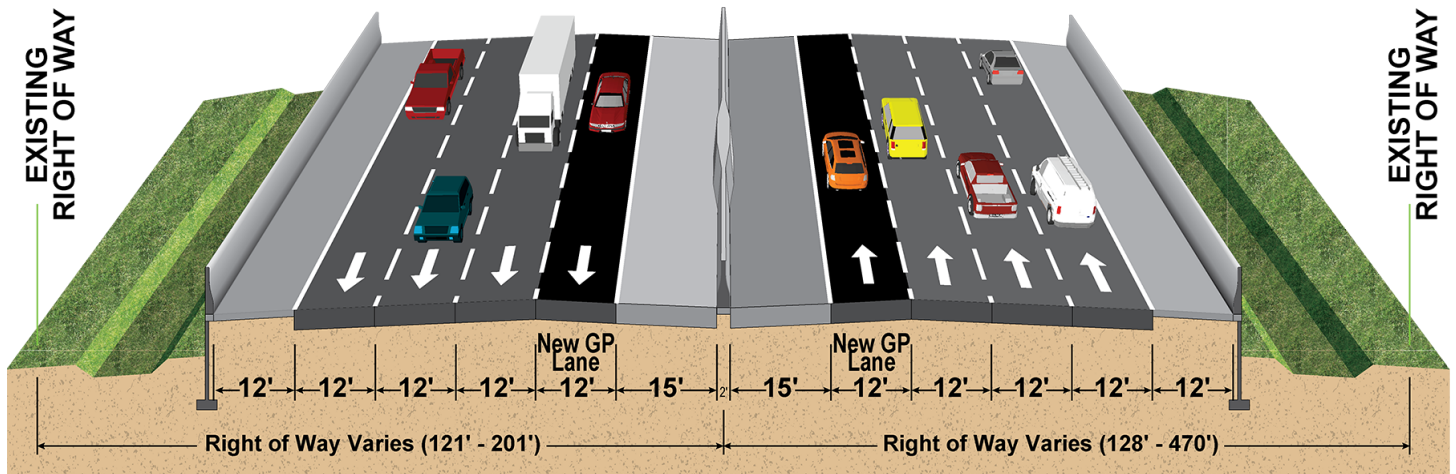 EXISTING
RIGHT OF WAY
EXISTING
RIGHT OF WAY
New GP
Lane
New GP
Lane
12' 12' 12' 12' 12' 15' 2' 15' 12' 12' 12' 12' 12'
Right of Way Varies (121' - 201')
Right of Way Varies (128' - 470')